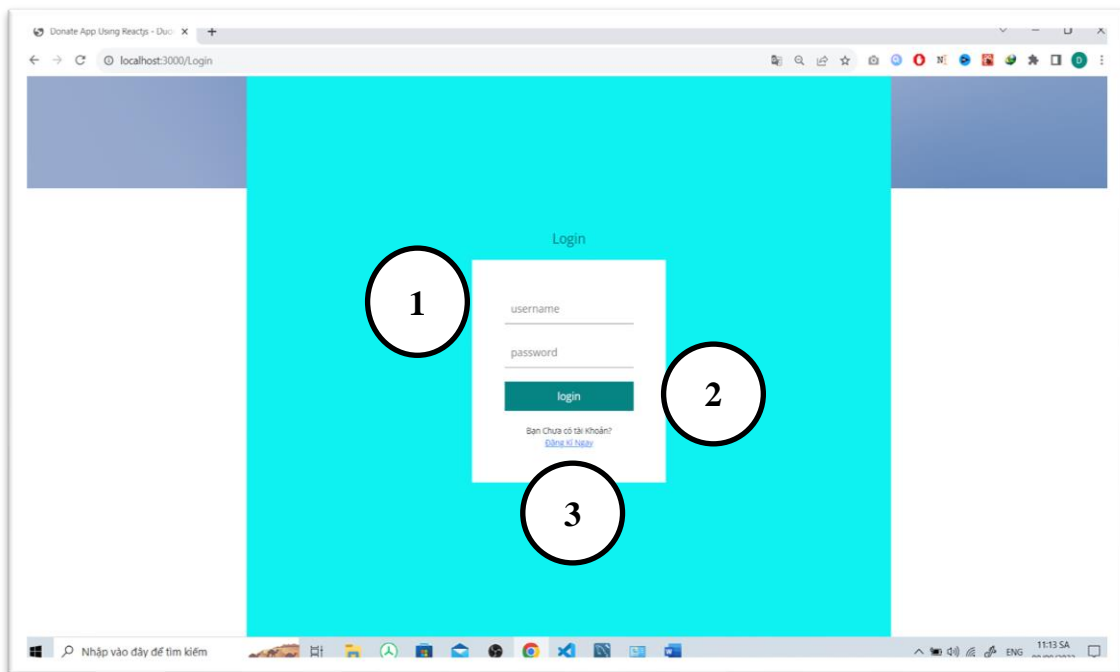 Donate App Using Reactjs - Duo
localhost:3000/Login
Login
1
username
password
login
2
Bạn Chưa có tài Khoản?
Đăng Kí Ngay
3
Nhập vào đây để tìm kiếm
ENG
11:13 SA